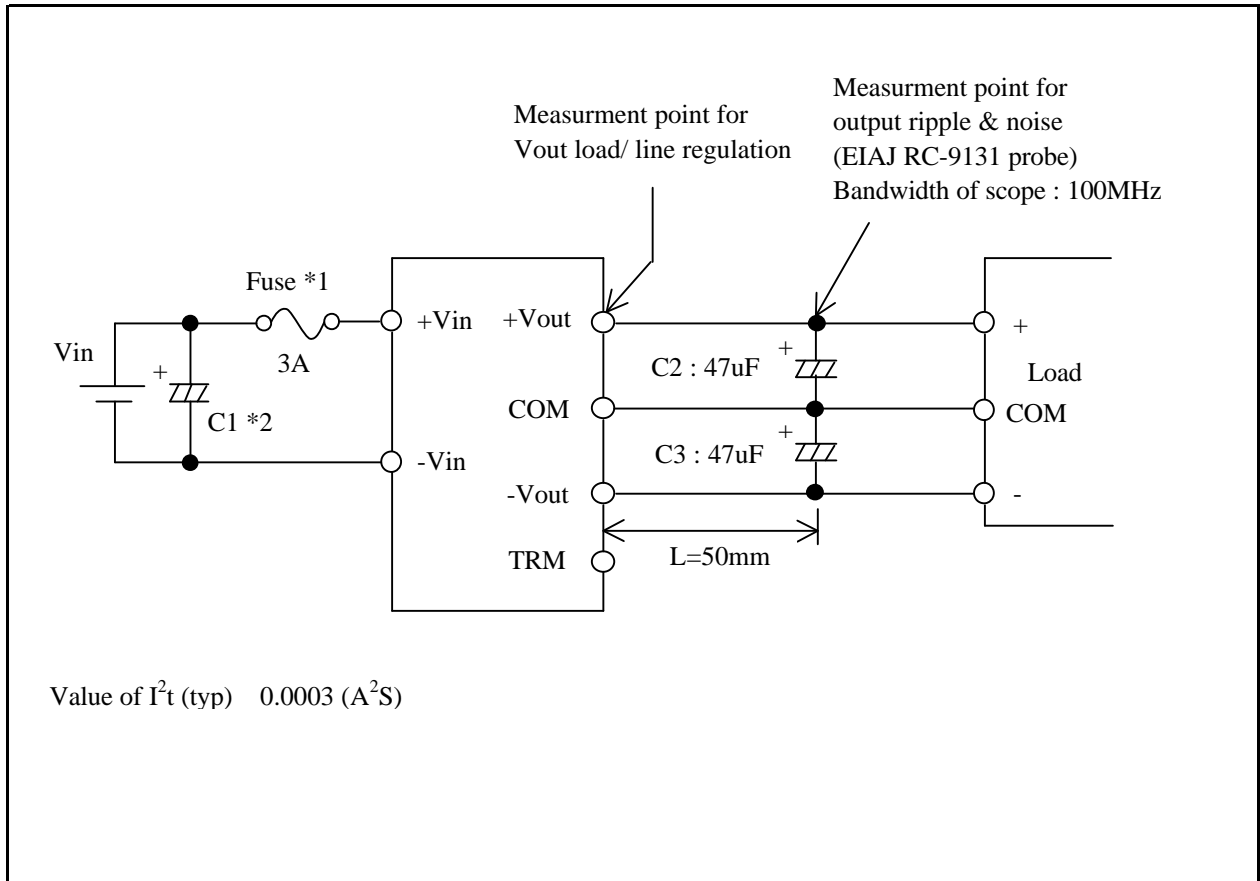 Measurment point for
Vout load/ line regulation
Measurment point for
output ripple & noise
(EIAJ RC-9131 probe)
Bandwidth of scope : 100MHz
Fuse *1
3A
Vin
+
C1 *2
+Vin
-Vin
+Vout
COM
-Vout
TRM
+
C2 : 47uF
+
C3 : 47uF
L=50mm
+
Load
COM
-
Value of I²t (typ) 0.0003 (A²S)